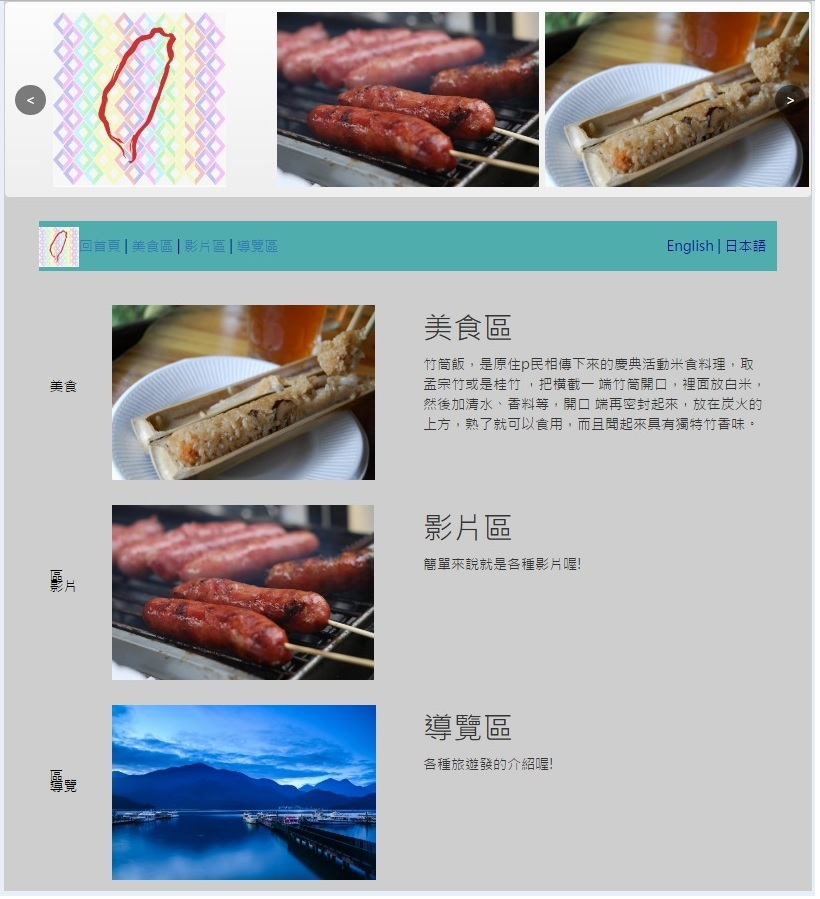 <
>
回首頁 | 美食區 | 影片區 | 導覽區
English | 日本語
美食
美食區
竹筒飯，是原住p民相傳下來的慶典活動米食料理，取
孟宗竹或是桂竹 ，把橫截一 端竹筒開口，裡面放白米，
然後加清水、香料等，開口 端再密封起來，放在炭火的
上方，熟了就可以食用，而且聞起來具有獨特竹香味。
區
影片
影片區
簡單來說就是各種影片喔!
區
導覽
導覽區
各種旅遊發的介紹喔!